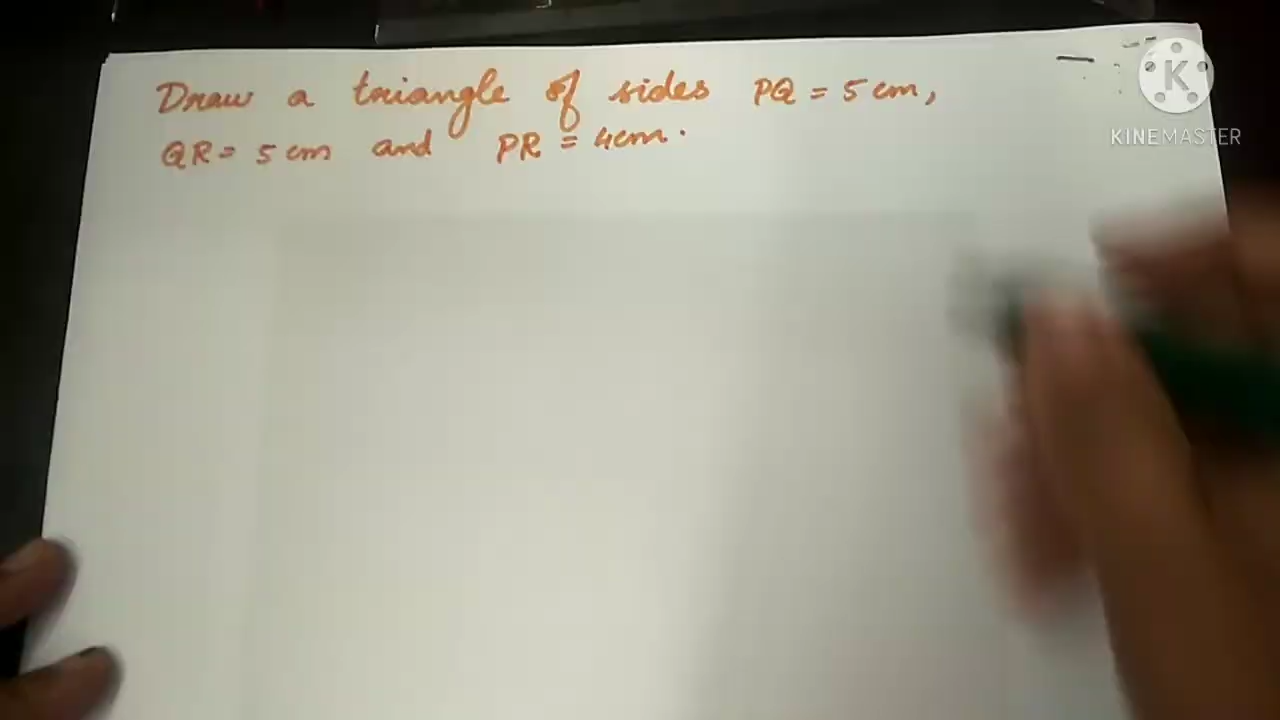 Draw a triangle of sides PQ = 5 cm,
QR = 5 cm and PR = 4cm.
K
KINEMASTER